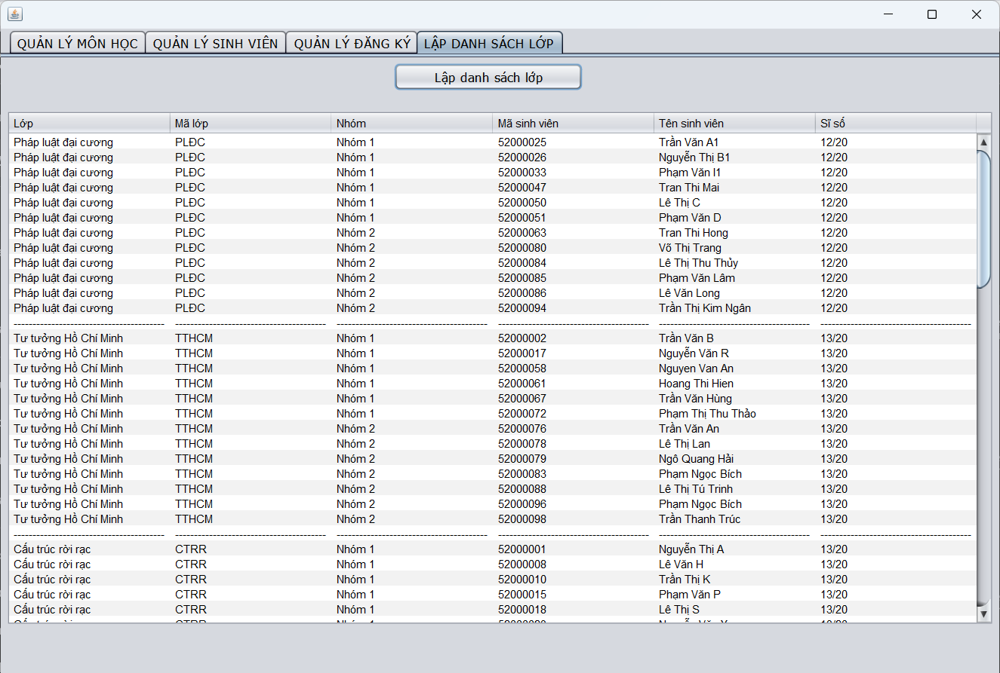 QUẢN LÝ MÔN HỌC QUẢN LÝ SINH VIÊN QUẢN LÝ ĐĂNG KÝ LẬP DANH SÁCH LỚP
Lập danh sách lớp
Lớp Mã lớp Nhóm Mã sinh viên Tên sinh viên Sĩ số
Pháp luật đại cương PLĐC Nhóm 1 52000025 Trần Văn A1 12/20
Pháp luật đại cương PLĐC Nhóm 1 52000026 Nguyễn Thị B1 12/20
Pháp luật đại cương PLĐC Nhóm 1 52000033 Phạm Văn I1 12/20
Pháp luật đại cương PLĐC Nhóm 1 52000047 Tran Thi Mai 12/20
Pháp luật đại cương PLĐC Nhóm 1 52000050 Lê Thị C 12/20
Pháp luật đại cương PLĐC Nhóm 1 52000051 Phạm Văn D 12/20
Pháp luật đại cương PLĐC Nhóm 2 52000063 Tran Thi Hong 12/20
Pháp luật đại cương PLĐC Nhóm 2 52000080 Võ Thị Trang 12/20
Pháp luật đại cương PLĐC Nhóm 2 52000084 Lê Thị Thu Thủy 12/20
Pháp luật đại cương PLĐC Nhóm 2 52000085 Phạm Văn Lâm 12/20
Pháp luật đại cương PLĐC Nhóm 2 52000086 Lê Văn Long 12/20
Pháp luật đại cương PLĐC Nhóm 2 52000094 Trần Thị Kim Ngân 12/20
---------------------------------------- ---------------------------------------- ---------------------------------------- ---------------------------------------- ---------------------------------------- ----------------------------------------
Tư tưởng Hồ Chí Minh TTHCM Nhóm 1 52000002 Trần Văn B 13/20
Tư tưởng Hồ Chí Minh TTHCM Nhóm 1 52000017 Nguyễn Văn R 13/20
Tư tưởng Hồ Chí Minh TTHCM Nhóm 1 52000058 Nguyen Van An 13/20
Tư tưởng Hồ Chí Minh TTHCM Nhóm 1 52000061 Hoang Thi Hien 13/20
Tư tưởng Hồ Chí Minh TTHCM Nhóm 1 52000067 Trần Văn Hùng 13/20
Tư tưởng Hồ Chí Minh TTHCM Nhóm 1 52000072 Phạm Thị Thu Thảo 13/20
Tư tưởng Hồ Chí Minh TTHCM Nhóm 2 52000076 Trần Văn An 13/20
Tư tưởng Hồ Chí Minh TTHCM Nhóm 2 52000078 Lê Thị Lan 13/20
Tư tưởng Hồ Chí Minh TTHCM Nhóm 2 52000079 Ngô Quang Hải 13/20
Tư tưởng Hồ Chí Minh TTHCM Nhóm 2 52000083 Phạm Ngọc Bích 13/20
Tư tưởng Hồ Chí Minh TTHCM Nhóm 2 52000088 Lê Thị Tú Trinh 13/20
Tư tưởng Hồ Chí Minh TTHCM Nhóm 2 52000096 Phạm Ngọc Bích 13/20
Tư tưởng Hồ Chí Minh TTHCM Nhóm 2 52000098 Trần Thanh Trúc 13/20
---------------------------------------- ---------------------------------------- ---------------------------------------- ---------------------------------------- ---------------------------------------- ----------------------------------------
Cấu trúc rời rạc CTRR Nhóm 1 52000001 Nguyễn Thị A 13/20
Cấu trúc rời rạc CTRR Nhóm 1 52000008 Lê Văn H 13/20
Cấu trúc rời rạc CTRR Nhóm 1 52000010 Trần Thị K 13/20
Cấu trúc rời rạc CTRR Nhóm 1 52000015 Phạm Văn P 13/20
Cấu trúc rời rạc CTRR Nhóm 1 52000018 Lê Thị S 13/20